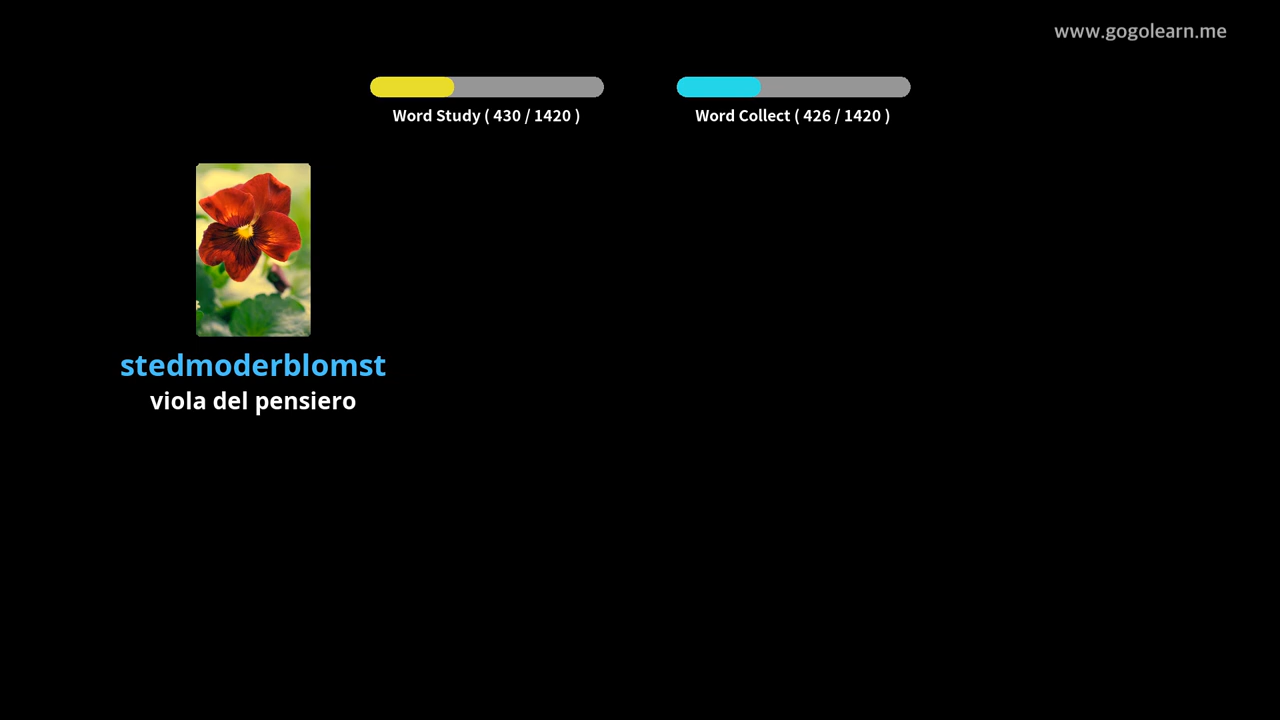 www.gogolearn.me
Word Study ( 430 / 1420 )
Word Collect ( 426 / 1420 )
stedmoderblomst
viola del pensiero